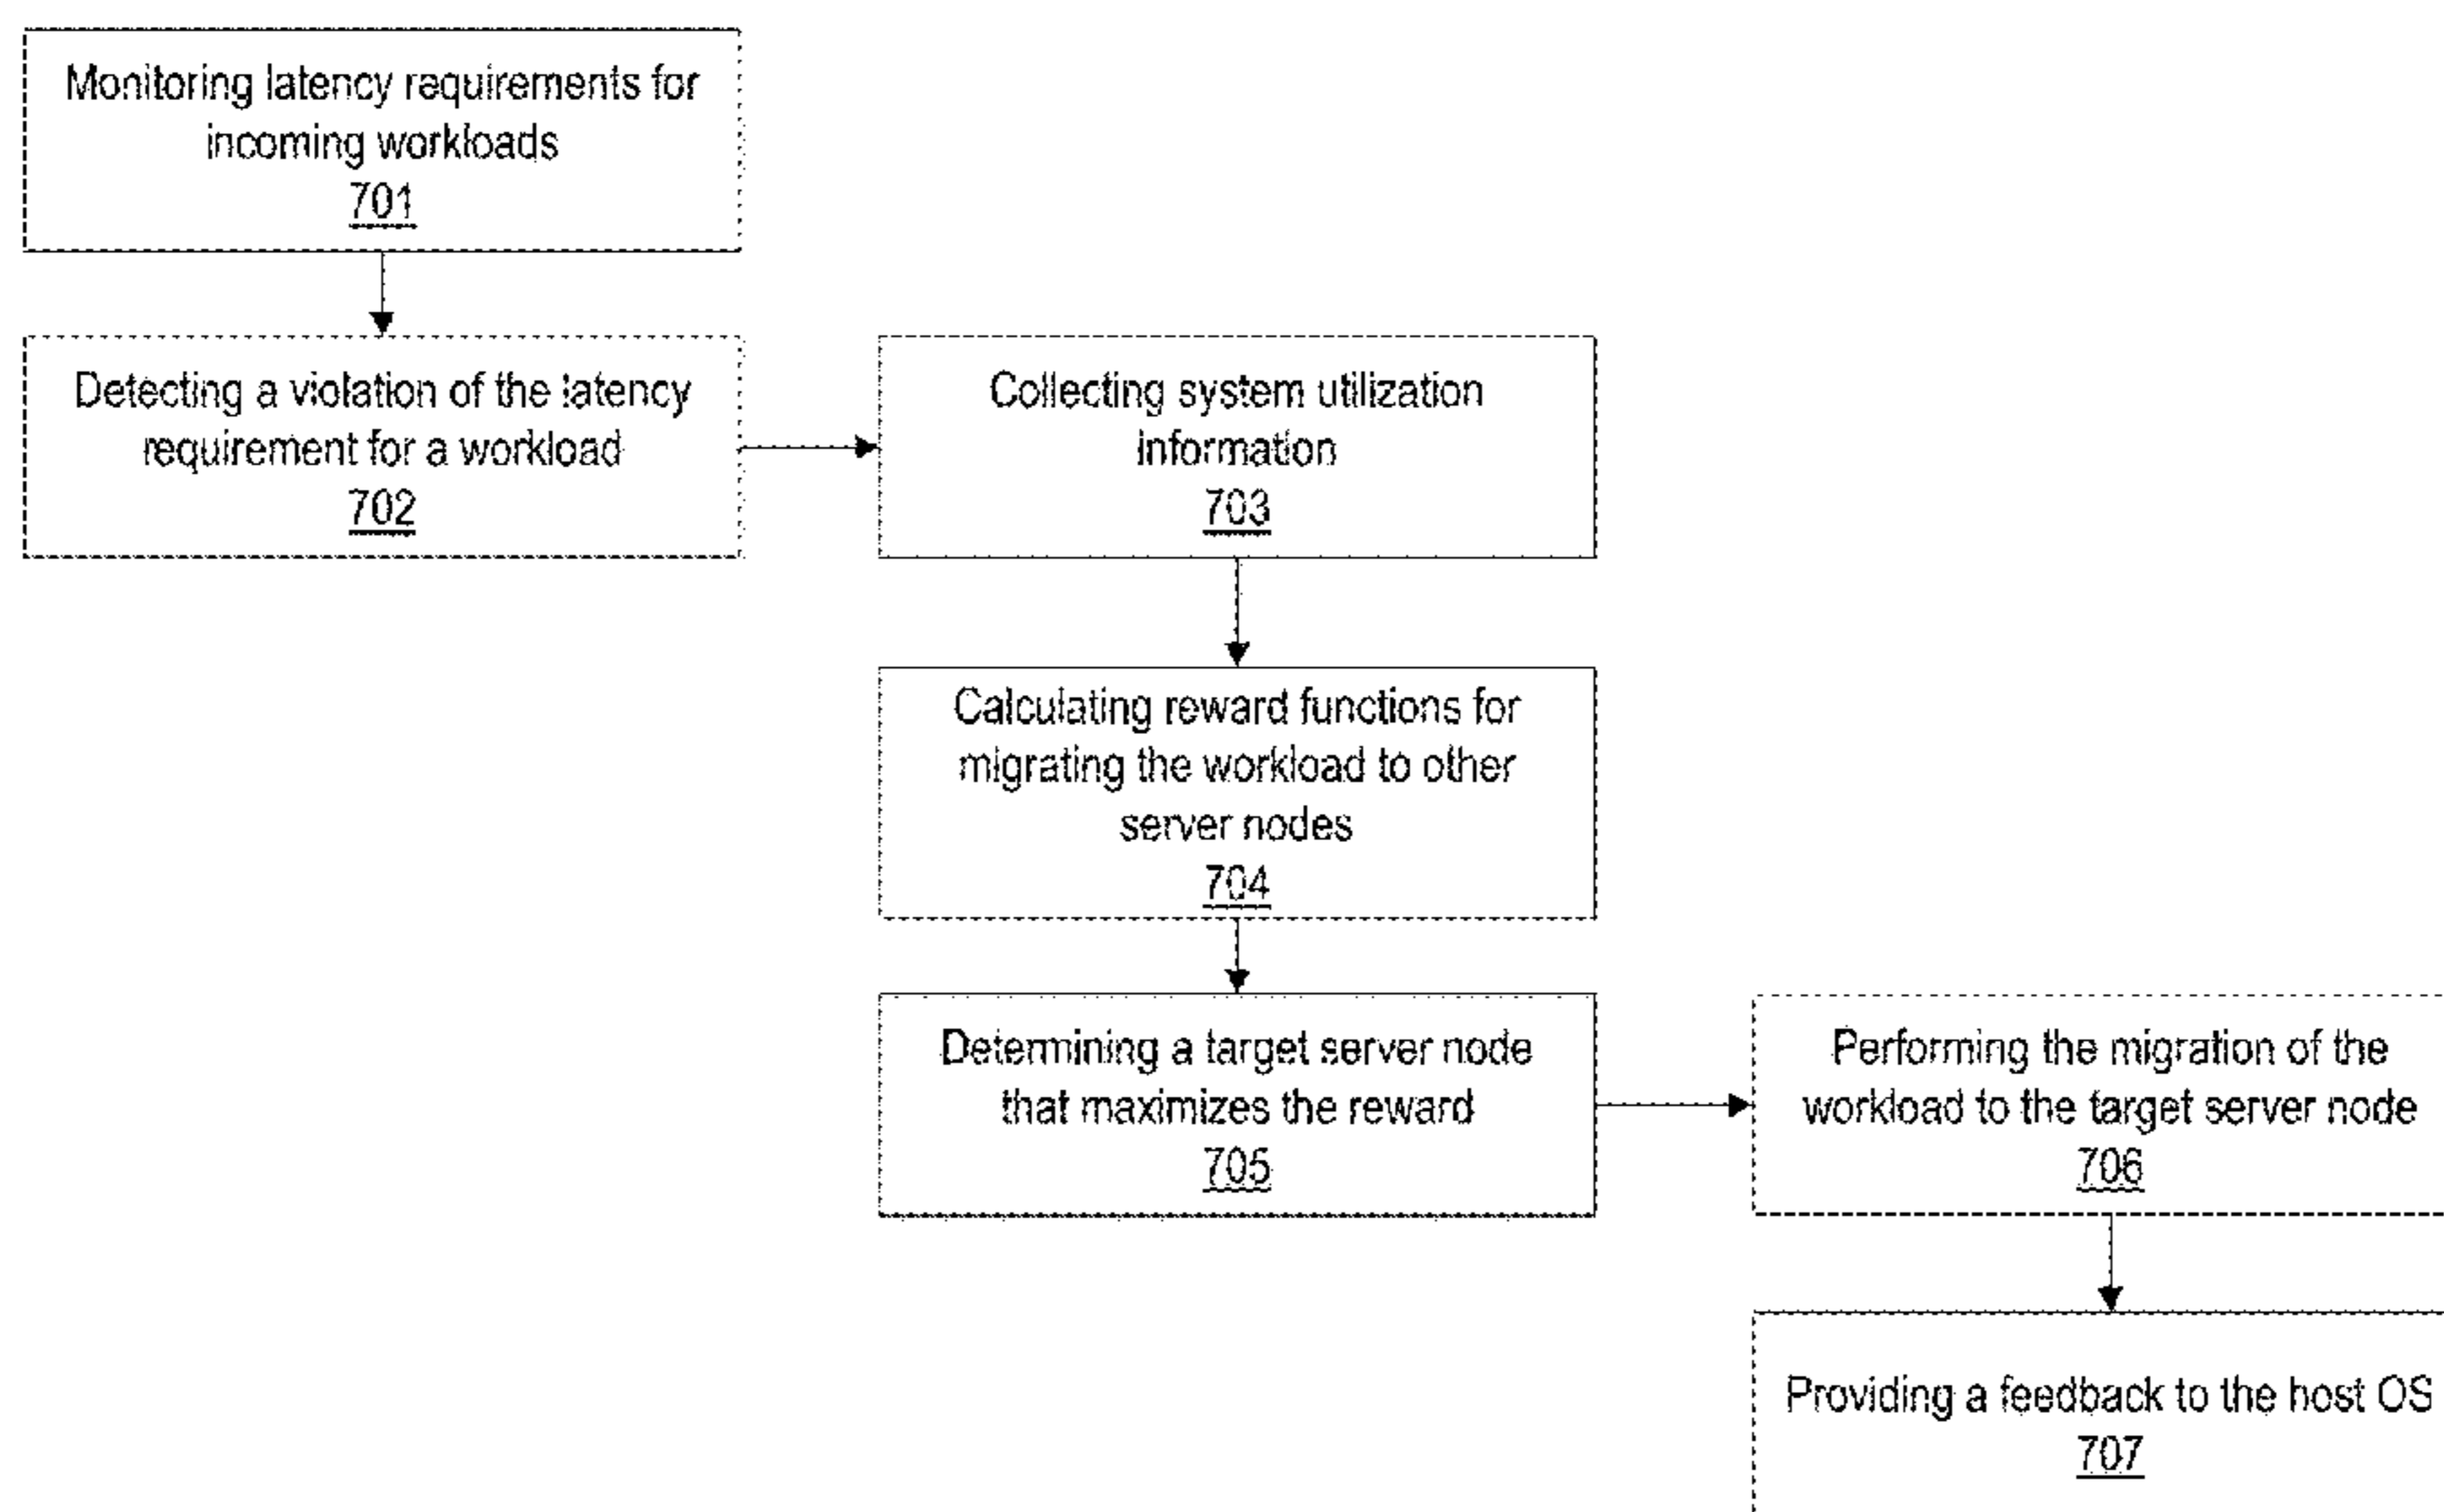 Monitoring latency requirements for
incoming workloads
701
Detecting a violation of the latency
requirement for a workload
702
Collecting system utilization
information
703
Calculating reward functions for
migrating the workload to other
server nodes
704
Determining a target server node
that maximizes the reward
705
Performing the migration of the
workload to the target server node
706
Providing a feedback to the host OS
707